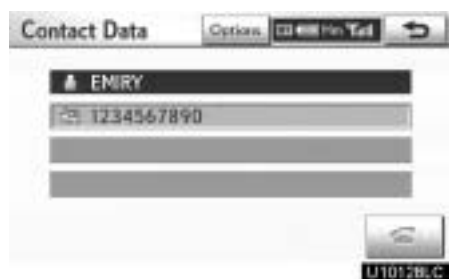 Contact Data
Options
EMIRY
1234567890
U1012BLC